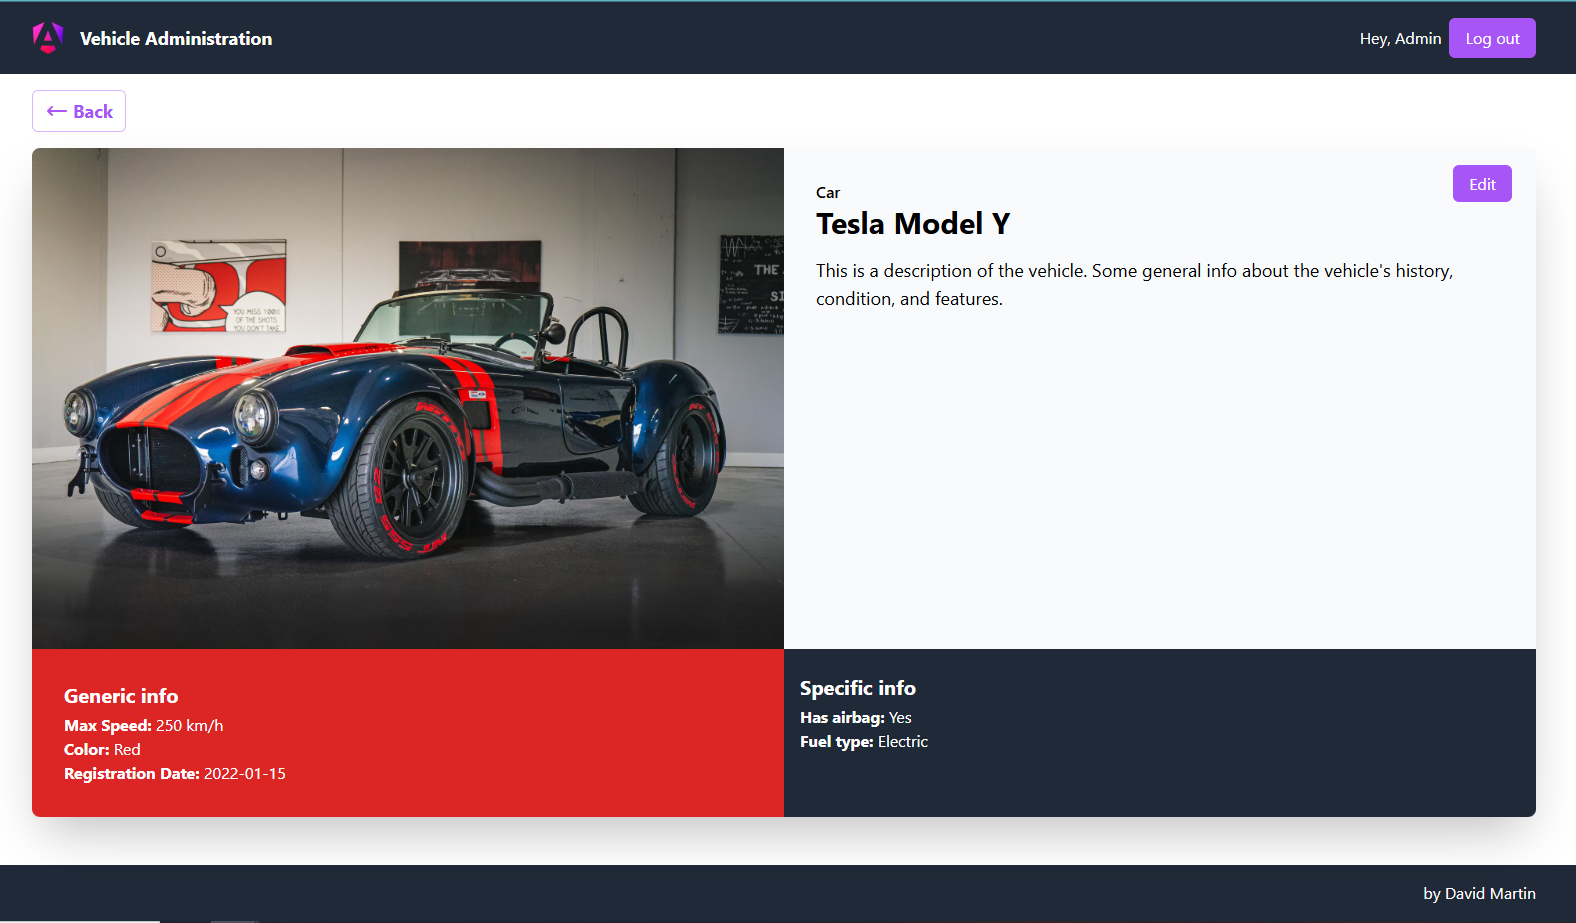 Vehicle Administration
Hey, Admin
Log out
← Back
Car
Edit
Tesla Model Y
This is a description of the vehicle. Some general info about the vehicle's history,
condition, and features.
YOU MISS 100%
OF THE SHOTS
YOU DON'T TAKE
THE
SI
Generic info
Max Speed: 250 km/h
Color: Red
Registration Date: 2022-01-15
Specific info
Has airbag: Yes
Fuel type: Electric
by David Martin